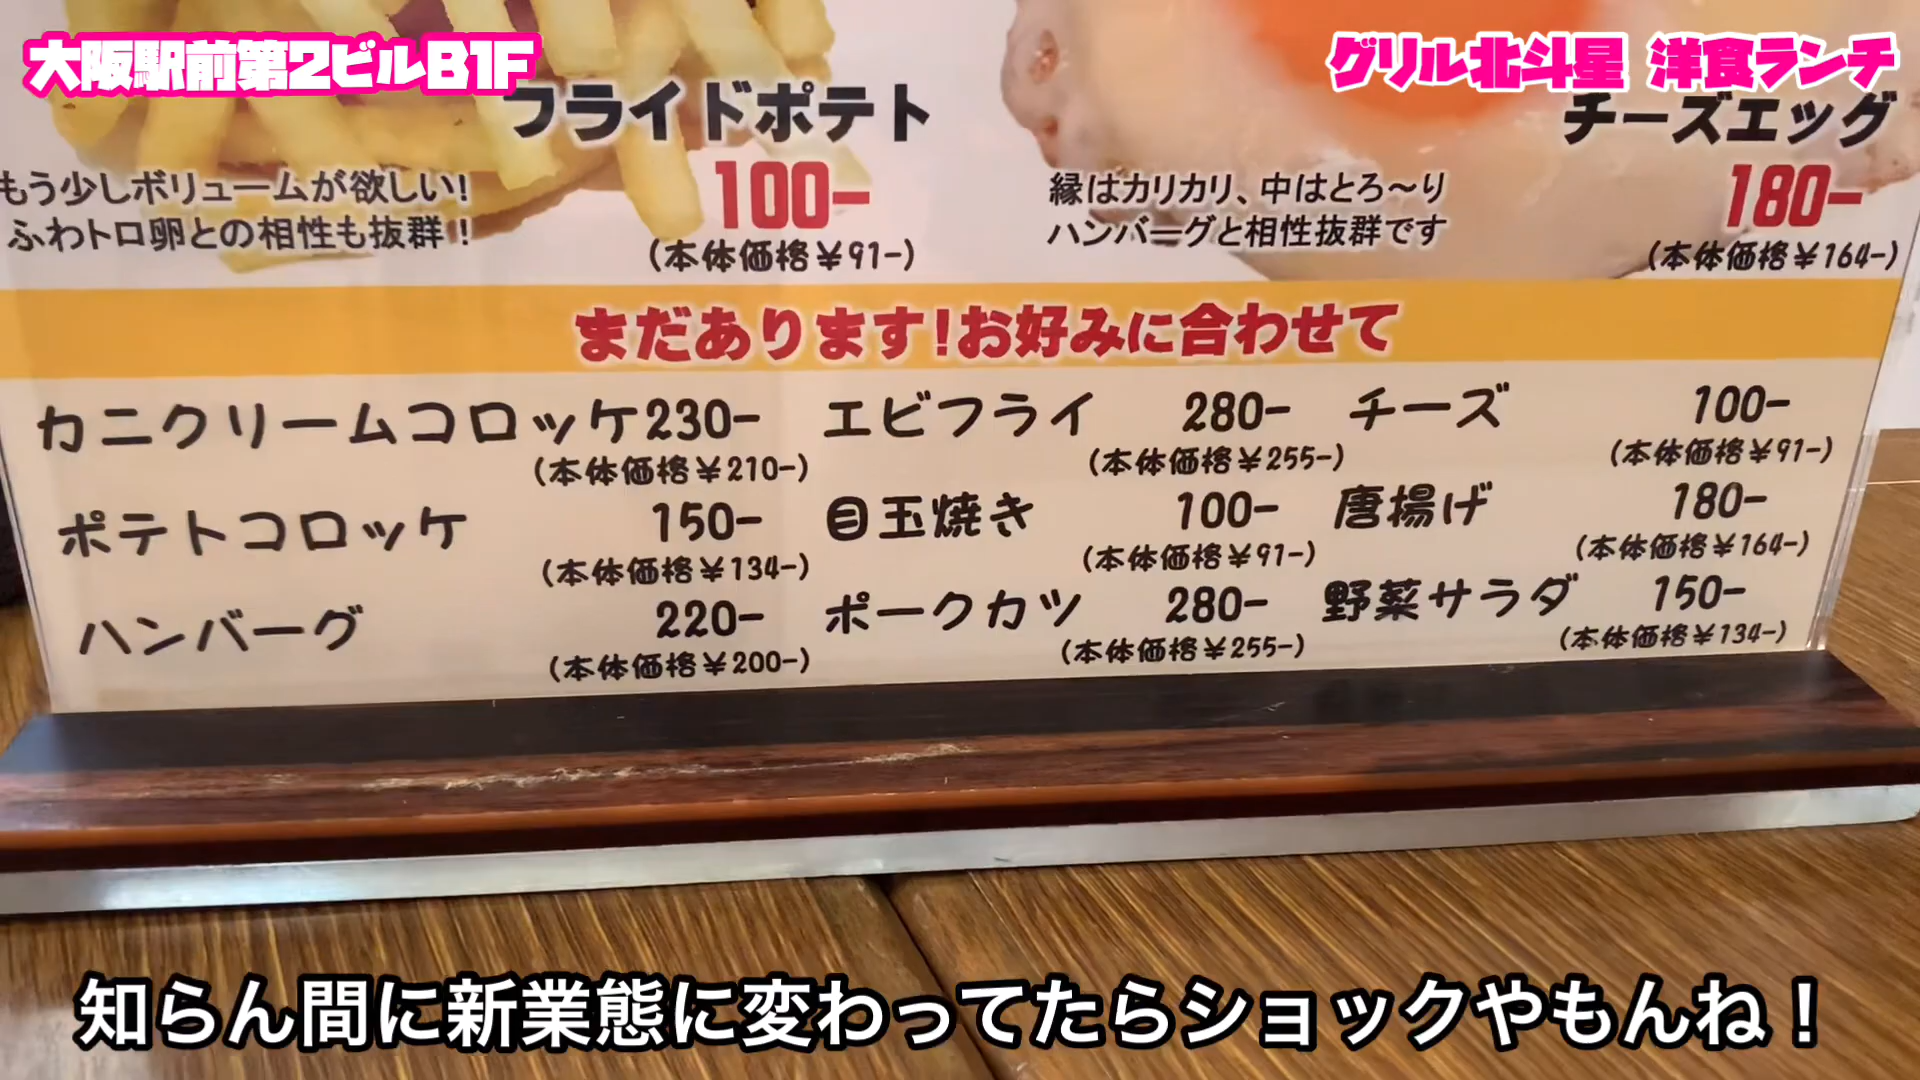 大阪駅前第2ビルB1F
グリル北斗星 洋食ランチ
フライドポテト
100-
(本体価格¥91-)
もう少しボリュームが欲しい!
ふわトロ卵との相性も抜群!
チーズエッグ
180-
(本体価格¥164-)
縁はカリカリ、中はとろ~り
ハンバーグと相性抜群です
まだあります!お好みに合わせて
カニクリームコロッケ230-
(本体価格¥210-)
エビフライ 280-
(本体価格¥255-)
チーズ 100-
(本体価格¥91-)
ポテトコロッケ 150-
(本体価格¥134-)
目玉焼き 100-
(本体価格¥91-)
唐揚げ 180-
(本体価格¥164-)
ハンバーグ 220-
(本体価格¥200-)
ポークカツ 280-
(本体価格¥255-)
野菜サラダ 150-
(本体価格¥134-)
知らん間に新業態に変わってたらショックやもんね！